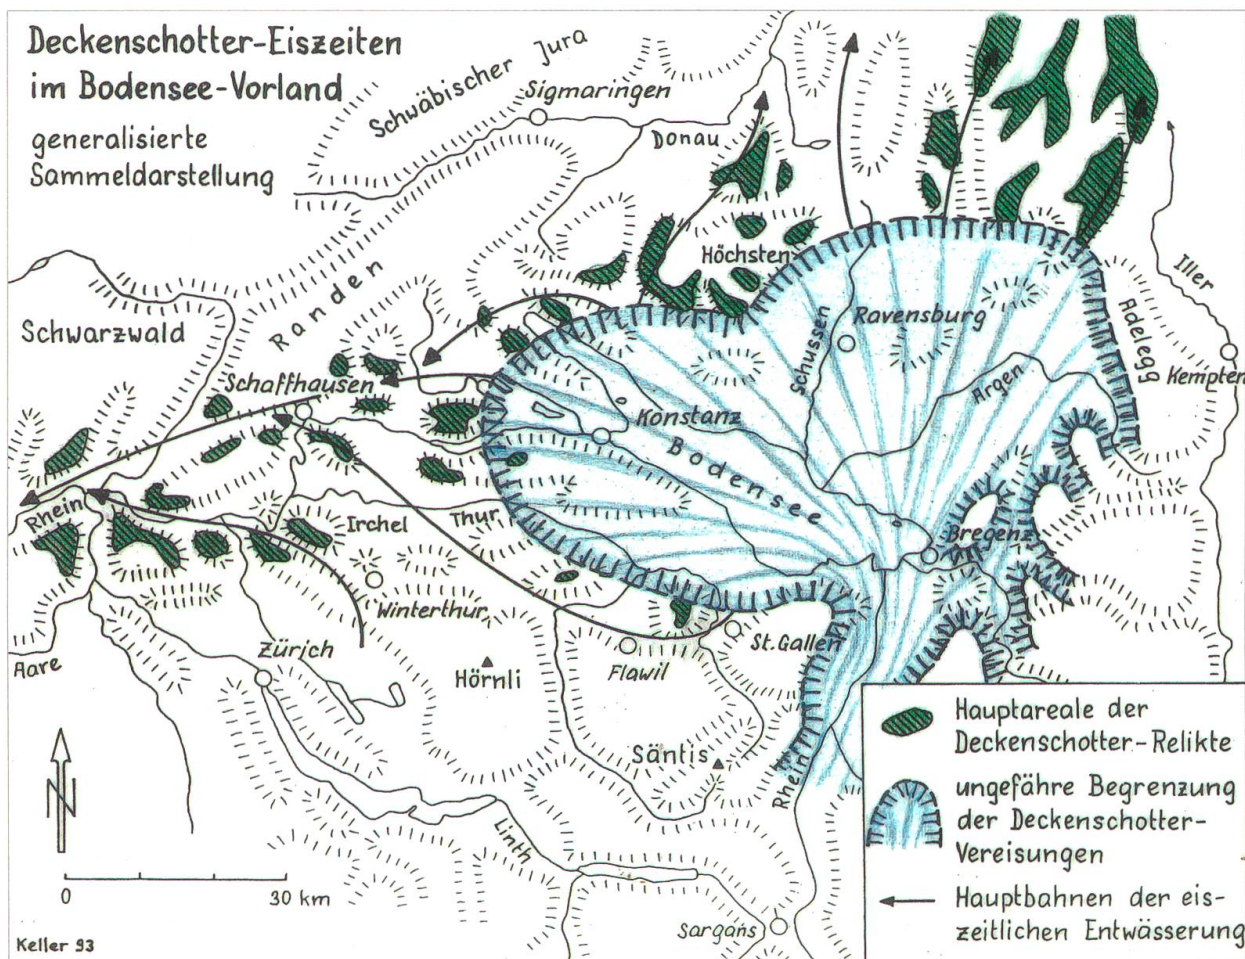 Deckenschotter-Eiszeiten
im Bodensee-Vorland
generalisierte
Sammeldarstellung
Schwäbischer Jura
Sigmaringen
Donau
Höchsten
Iller
Randen
Schwarzwald
Schussen
Ravensburg
Adelegg
Kempten
Argen
Schaffhausen
Konstanz
Bodensee
Rhein
Irchel
Thur
Bregenz
Winterthur
St. Gallen
Aare
Zürich
Hörnli
Flawil
Säntis
Rhein
Linth
Sargans
N
0 30 km
Keller 93
Hauptareale der
Deckenschotter-Relikte
ungefähre Begrenzung
der Deckenschotter-
Vereisungen
Hauptbahnen der eis-
zeitlichen Entwässerung